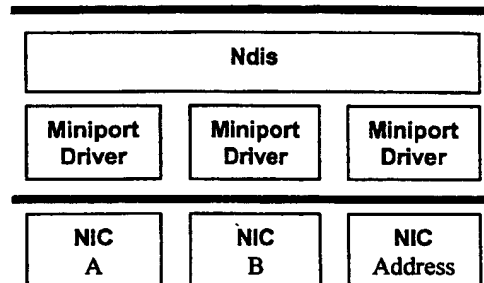 Ndis
Miniport Miniport Miniport
Driver Driver Driver
NIC NIC NIC
A B Address